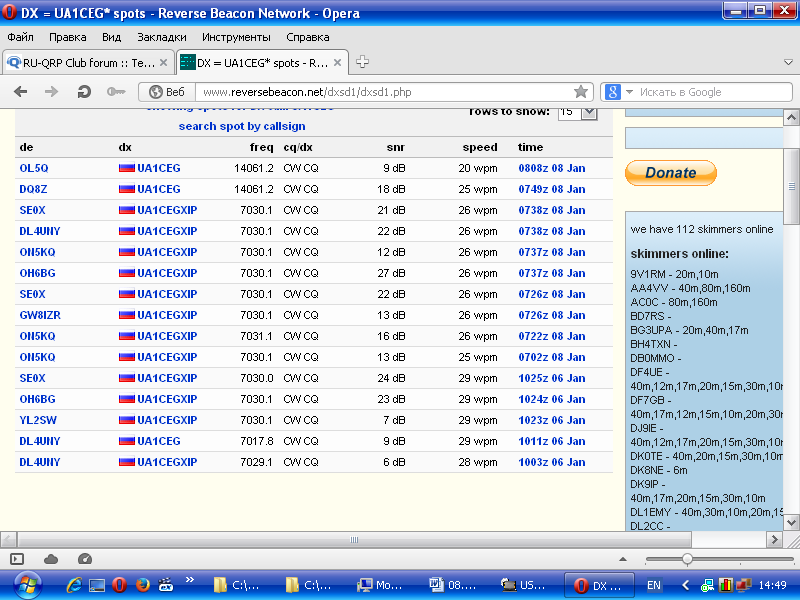 DX = UA1CEG* spots - Reverse Beacon Network - Opera
Файл Правка Вид Закладки Инструменты Справка
RU-QRP Club forum :: Те... DX = UA1CEG* spots - R...
Веб www.reversebeacon.net/dxsd1/dxsd1.php Искать в Google
rows to show: 15
search spot by callsign
de dx freq cq/dx snr speed time
OL5Q UA1CEG 14061.2 CW CQ 9 dB 20 wpm 0808z 08 Jan
DQ8Z UA1CEG 14061.2 CW CQ 18 dB 25 wpm 0749z 08 Jan
SE0X UA1CEGXIP 7030.1 CW CQ 21 dB 26 wpm 0738z 08 Jan
DL4UNY UA1CEGXIP 7030.1 CW CQ 22 dB 26 wpm 0738z 08 Jan
ON5KQ UA1CEGXIP 7030.1 CW CQ 12 dB 26 wpm 0737z 08 Jan
OH6BG UA1CEGXIP 7030.1 CW CQ 27 dB 26 wpm 0737z 08 Jan
SE0X UA1CEGXIP 7030.1 CW CQ 22 dB 26 wpm 0726z 08 Jan
GW8IZR UA1CEGXIP 7030.1 CW CQ 13 dB 26 wpm 0726z 08 Jan
ON5KQ UA1CEGXIP 7031.1 CW CQ 16 dB 26 wpm 0722z 08 Jan
ON5KQ UA1CEGXIP 7030.1 CW CQ 13 dB 25 wpm 0702z 08 Jan
SE0X UA1CEGXIP 7030.0 CW CQ 24 dB 29 wpm 1025z 06 Jan
OH6BG UA1CEGXIP 7030.1 CW CQ 23 dB 29 wpm 1024z 06 Jan
YL2SW UA1CEGXIP 7030.1 CW CQ 7 dB 29 wpm 1023z 06 Jan
DL4UNY UA1CEG 7017.8 CW CQ 9 dB 29 wpm 1011z 06 Jan
DL4UNY UA1CEGXIP 7029.1 CW CQ 6 dB 28 wpm 1003z 06 Jan
Donate
we have 112 skimmers online
skimmers online:
9V1RM - 20m,10m
AA4VV - 40m,80m,160m
AC0C - 80m,160m
BD7RS -
BG3UPA - 20m,40m,17m
BH4TXN -
DB0MMO -
DF4UE -
40m,12m,17m,20m,15m,30m,10m
DF7GB -
40m,17m,12m,15m,10m,20m,30m
DJ9IE -
40m,12m,17m,20m,15m,30m,10m
DK0TE - 40m,20m,15m,30m,10m
DK8NE - 6m
DK9IP -
40m,17m,20m,15m,30m,10m
DL1EMY - 40m,30m,10m,20m,15
DL2CC -
C:\... C:\... Mo... 08.... US... DX ... EN 14:49